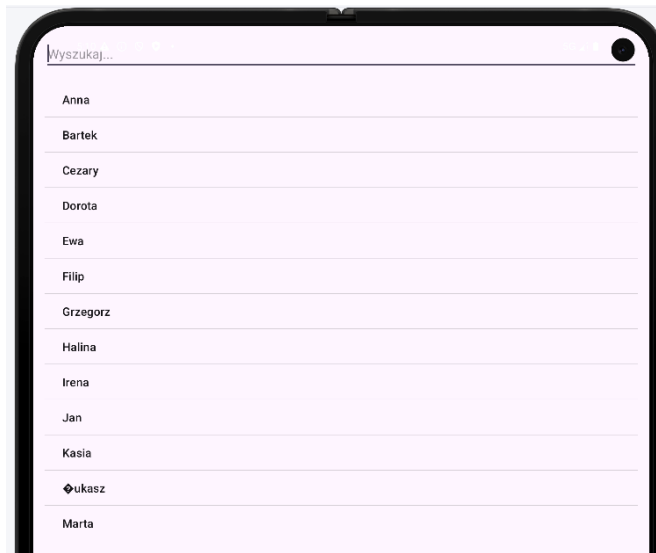 Wyszukaj...
Anna
Bartek
Cezary
Dorota
Ewa
Filip
Grzegorz
Halina
Irena
Jan
Kasia
�ukasz
Marta